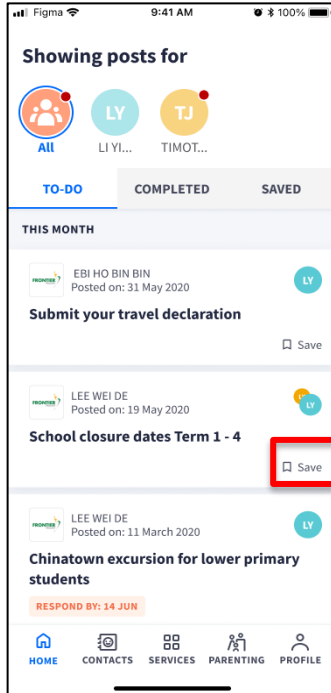 Figma 9:41 AM 100%
Showing posts for
LY TJ
All LI YI... TIMOT...
TO-DO COMPLETED SAVED
THIS MONTH
FRONTIER EBI HO BIN BIN LY
Posted on: 31 May 2020
Submit your travel declaration
Save
FRONTIER LEE WEI DE LY
Posted on: 19 May 2020
School closure dates Term 1 - 4
Save
FRONTIER LEE WEI DE LY
Posted on: 11 March 2020
Chinatown excursion for lower primary
students
RESPOND BY: 14 JUN
HOME CONTACTS SERVICES PARENTING PROFILE